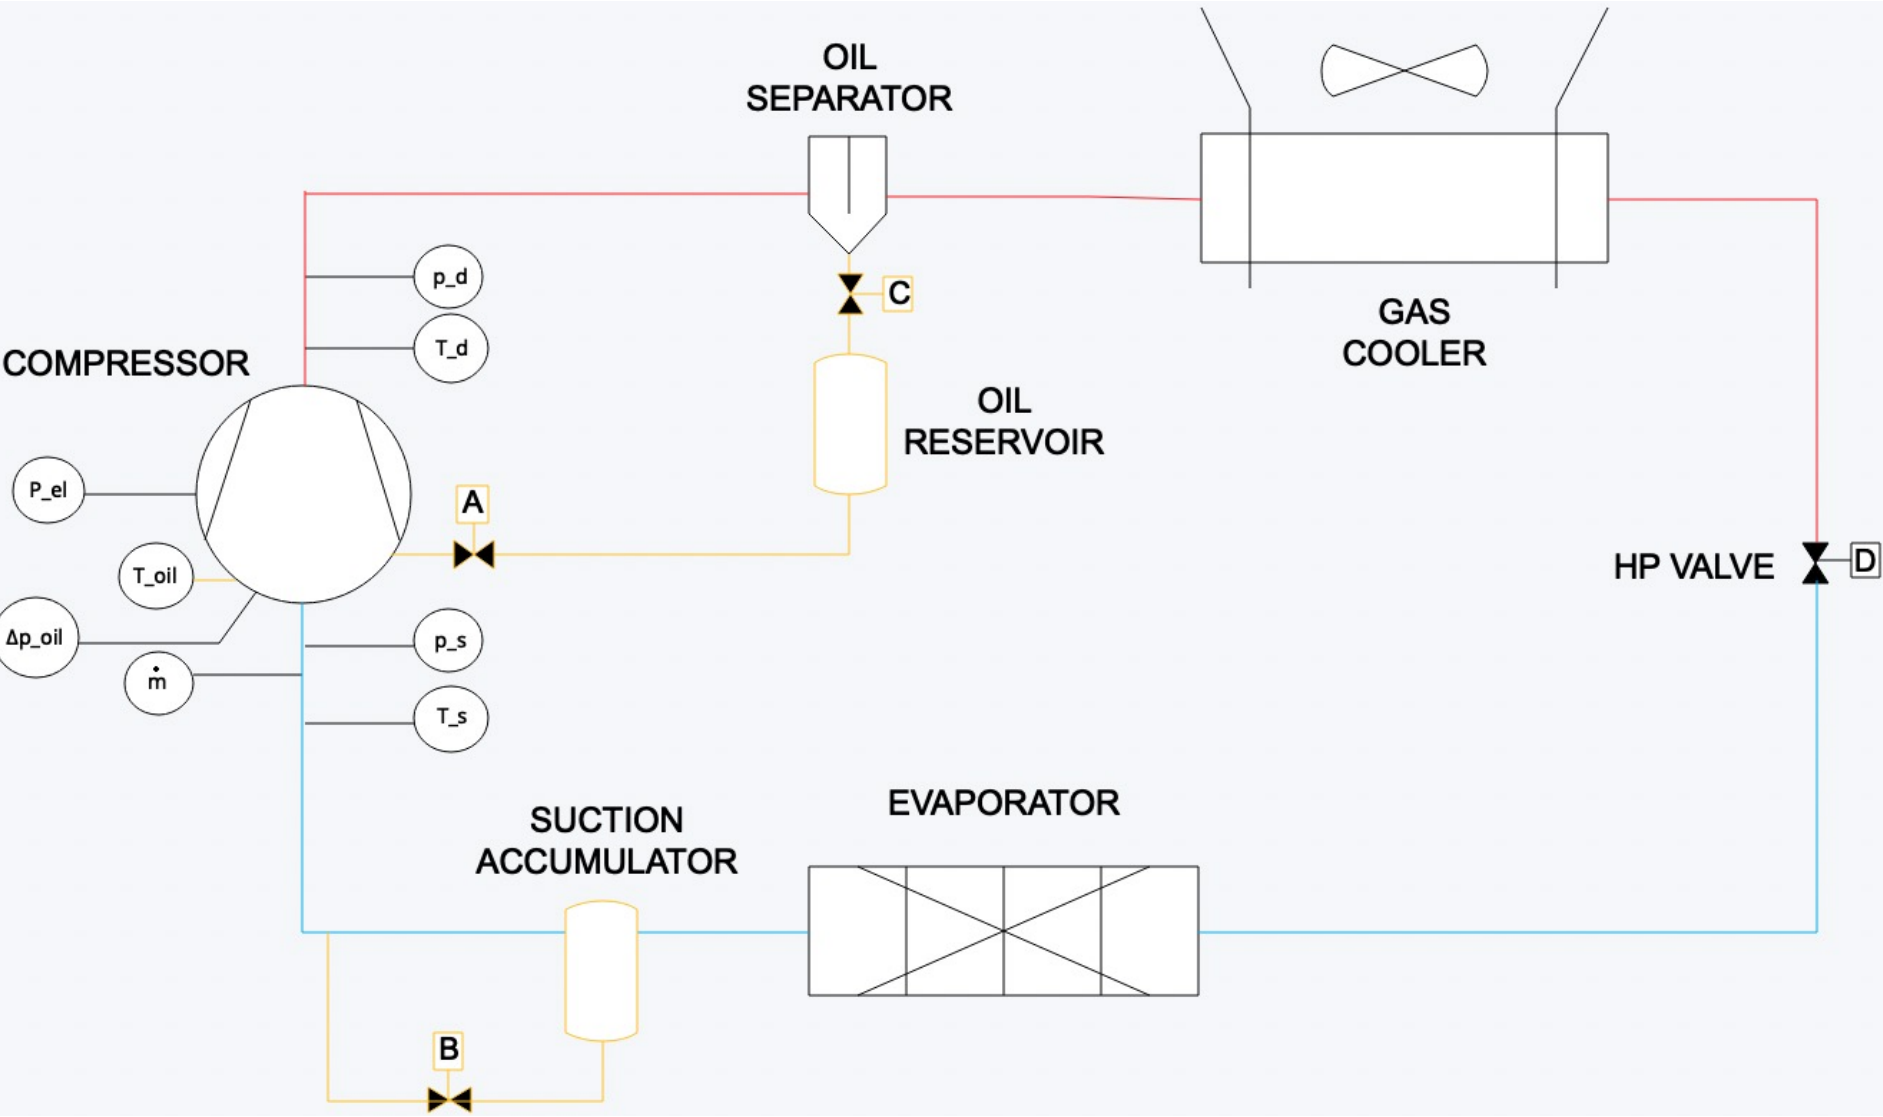 OIL
SEPARATOR
p_d
C
T_d
GAS
COOLER
COMPRESSOR
OIL
RESERVOIR
P_el
A
T_oil
HP VALVE
D
Δp_oil
p_s
ṁ
T_s
SUCTION
ACCUMULATOR
EVAPORATOR
B